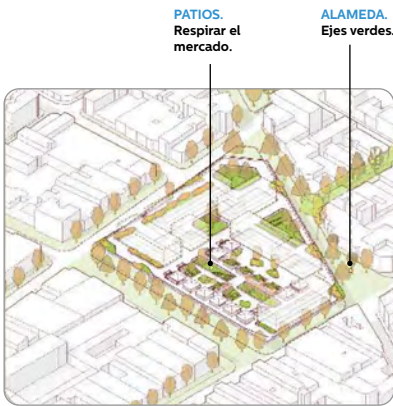 PATIOS.
Respirar el
mercado.
ALAMEDA.
Ejes verdes.